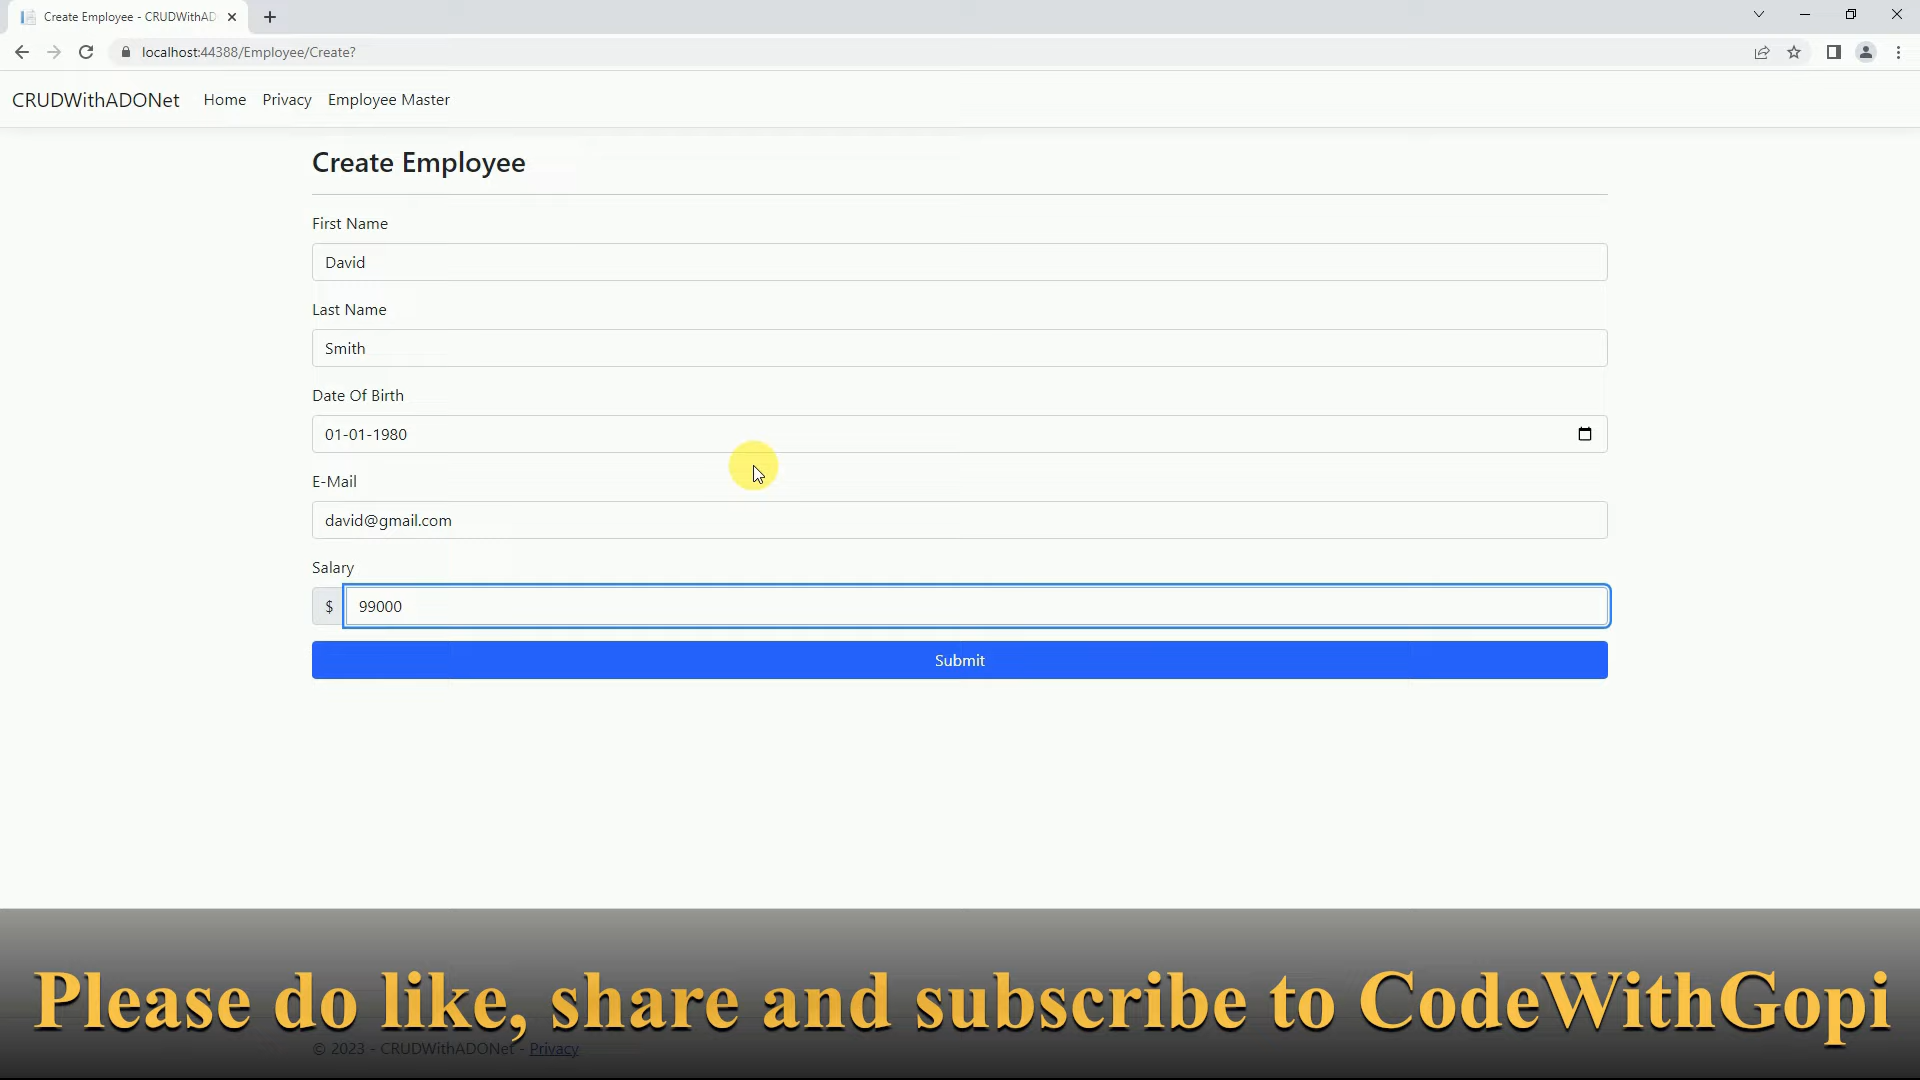 Create Employee - CRUDWithAD
localhost:44388/Employee/Create?
CRUDWithADONet Home Privacy Employee Master
Create Employee
First Name
David
Last Name
Smith
Date Of Birth
01-01-1980
E-Mail
david@gmail.com
Salary
$ 99000
Submit
Please do like, share and subscribe to CodeWithGopi
© 2023 - CRUDWithADONet - Privacy